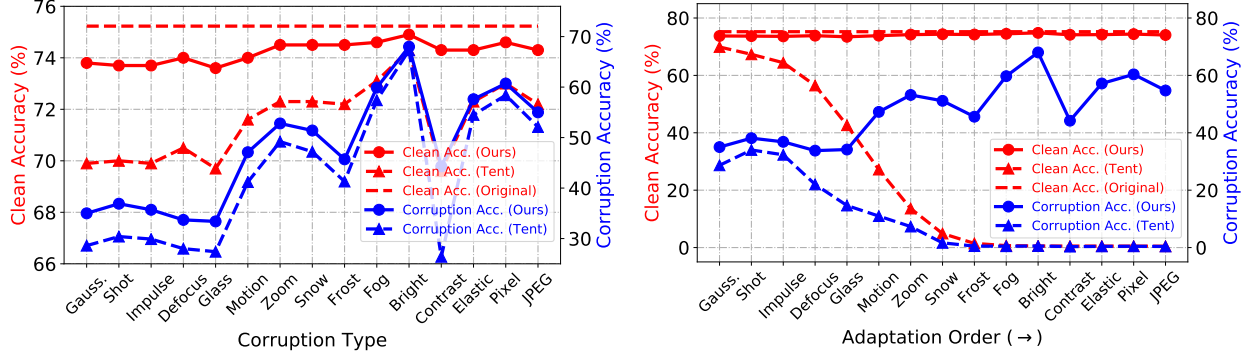 Clean Accuracy (%)
76
74
72
70
68
66
70
60
50
40
30
Corruption Accuracy (%)
Clean Acc. (Ours)
Clean Acc. (Tent)
Clean Acc. (Original)
Corruption Acc. (Ours)
Corruption Acc. (Tent)
Gauss.
Shot
Impulse
Defocus
Glass
Motion
Zoom
Snow
Frost
Fog
Bright
Contrast
Elastic
Pixel
JPEG
Corruption Type
Clean Accuracy (%)
80
60
40
20
0
80
60
40
20
0
Corruption Accuracy (%)
Clean Acc. (Ours)
Clean Acc. (Tent)
Clean Acc. (Original)
Corruption Acc. (Ours)
Corruption Acc. (Tent)
Gauss.
Shot
Impulse
Defocus
Glass
Motion
Zoom
Snow
Frost
Fog
Bright
Contrast
Elastic
Pixel
JPEG
Adaptation Order (→)